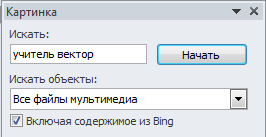 Картинка
Искать:
учитель вектор
Начать
Искать объекты:
Все файлы мультимедиа
Включая содержимое из Bing